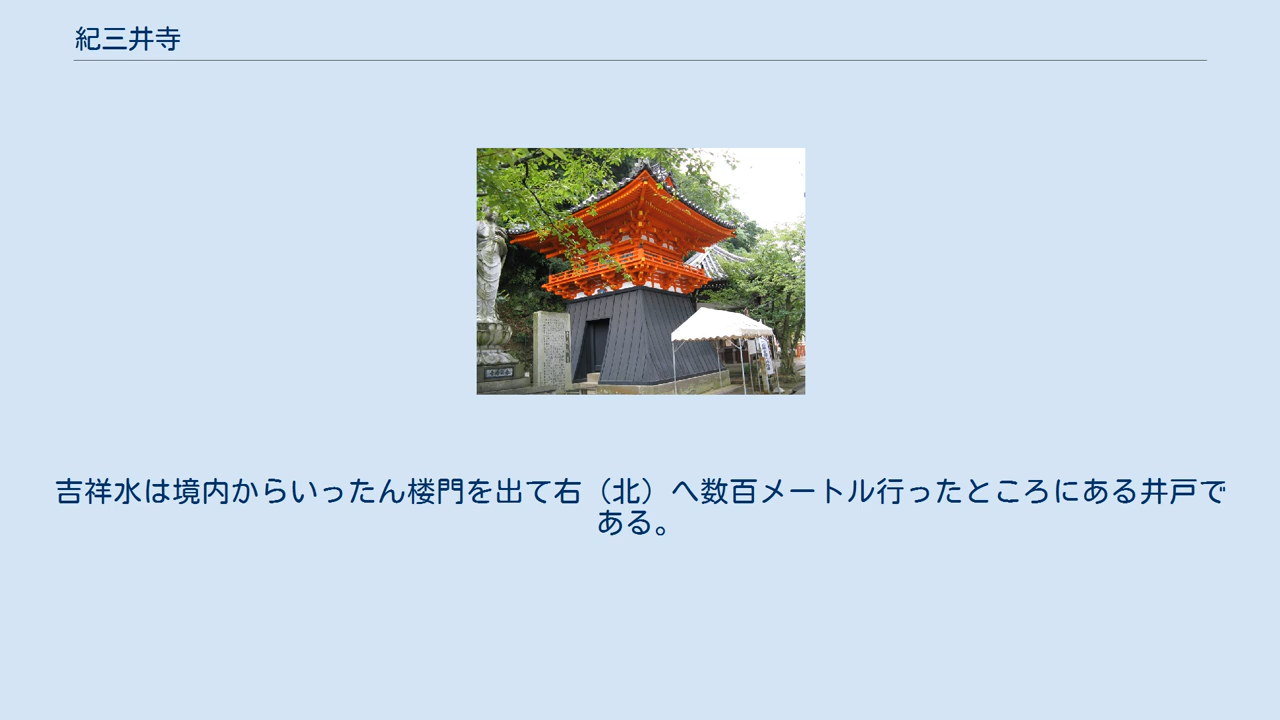 紀三井寺
吉祥水は境内からいったん楼門を出て右（北）へ数百メートル行ったところにある井戸で
ある。